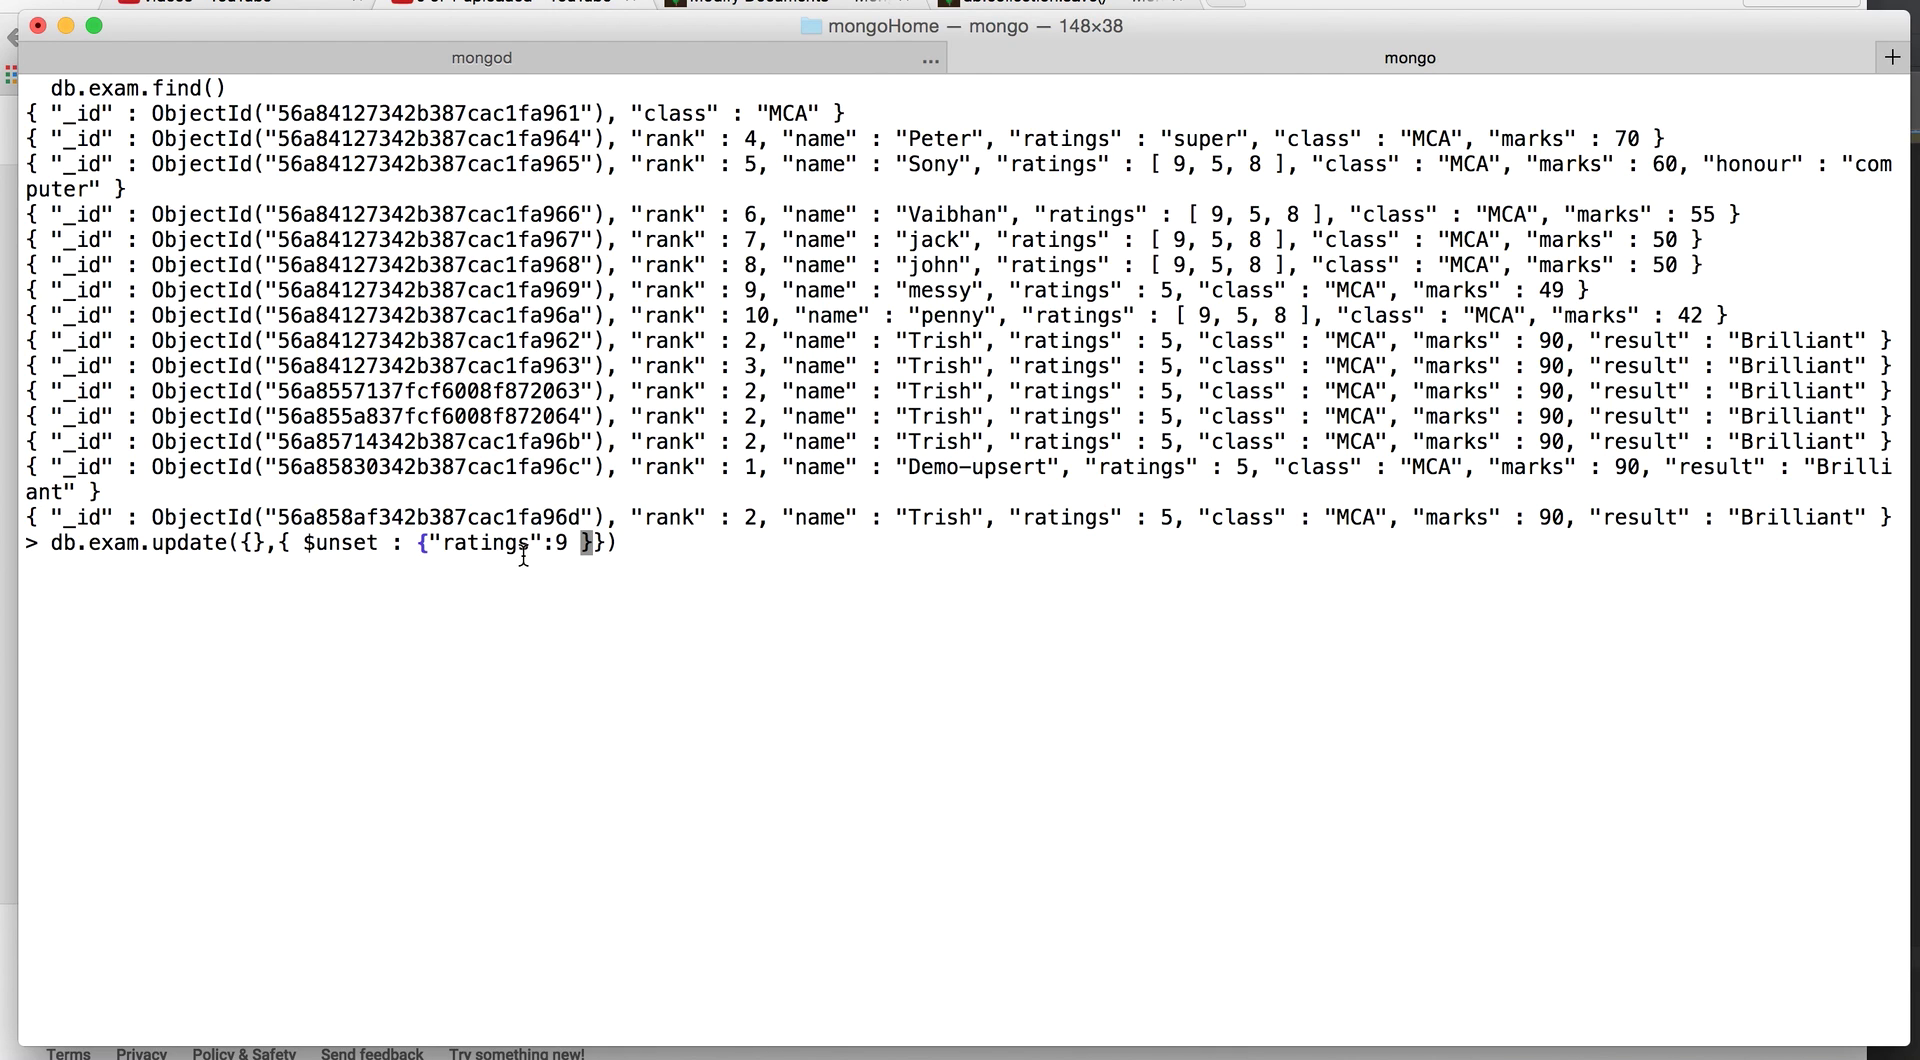 mongoHome — mongo — 148×38
mongod
...
mongo
+
db.exam.find()
{ "_id" : ObjectId("56a84127342b387cac1fa961"), "class" : "MCA" }
{ "_id" : ObjectId("56a84127342b387cac1fa964"), "rank" : 4, "name" : "Peter", "ratings" : "super", "class" : "MCA", "marks" : 70 }
{ "_id" : ObjectId("56a84127342b387cac1fa965"), "rank" : 5, "name" : "Sony", "ratings" : [ 9, 5, 8 ], "class" : "MCA", "marks" : 60, "honour" : "com
puter" }
{ "_id" : ObjectId("56a84127342b387cac1fa966"), "rank" : 6, "name" : "Vaibhan", "ratings" : [ 9, 5, 8 ], "class" : "MCA", "marks" : 55 }
{ "_id" : ObjectId("56a84127342b387cac1fa967"), "rank" : 7, "name" : "jack", "ratings" : [ 9, 5, 8 ], "class" : "MCA", "marks" : 50 }
{ "_id" : ObjectId("56a84127342b387cac1fa968"), "rank" : 8, "name" : "john", "ratings" : [ 9, 5, 8 ], "class" : "MCA", "marks" : 50 }
{ "_id" : ObjectId("56a84127342b387cac1fa969"), "rank" : 9, "name" : "messy", "ratings" : 5, "class" : "MCA", "marks" : 49 }
{ "_id" : ObjectId("56a84127342b387cac1fa96a"), "rank" : 10, "name" : "penny", "ratings" : [ 9, 5, 8 ], "class" : "MCA", "marks" : 42 }
{ "_id" : ObjectId("56a84127342b387cac1fa962"), "rank" : 2, "name" : "Trish", "ratings" : 5, "class" : "MCA", "marks" : 90, "result" : "Brilliant" }
{ "_id" : ObjectId("56a84127342b387cac1fa963"), "rank" : 3, "name" : "Trish", "ratings" : 5, "class" : "MCA", "marks" : 90, "result" : "Brilliant" }
{ "_id" : ObjectId("56a8557137fcf6008f872063"), "rank" : 2, "name" : "Trish", "ratings" : 5, "class" : "MCA", "marks" : 90, "result" : "Brilliant" }
{ "_id" : ObjectId("56a855a837fcf6008f872064"), "rank" : 2, "name" : "Trish", "ratings" : 5, "class" : "MCA", "marks" : 90, "result" : "Brilliant" }
{ "_id" : ObjectId("56a85714342b387cac1fa96b"), "rank" : 2, "name" : "Trish", "ratings" : 5, "class" : "MCA", "marks" : 90, "result" : "Brilliant" }
{ "_id" : ObjectId("56a85830342b387cac1fa96c"), "rank" : 1, "name" : "Demo-upsert", "ratings" : 5, "class" : "MCA", "marks" : 90, "result" : "Brilli
ant" }
{ "_id" : ObjectId("56a858af342b387cac1fa96d"), "rank" : 2, "name" : "Trish", "ratings" : 5, "class" : "MCA", "marks" : 90, "result" : "Brilliant" }
> db.exam.update({},{ $unset : {"ratings":9 }})
Terms Privacy Policy & Safety Send feedback Try something new!